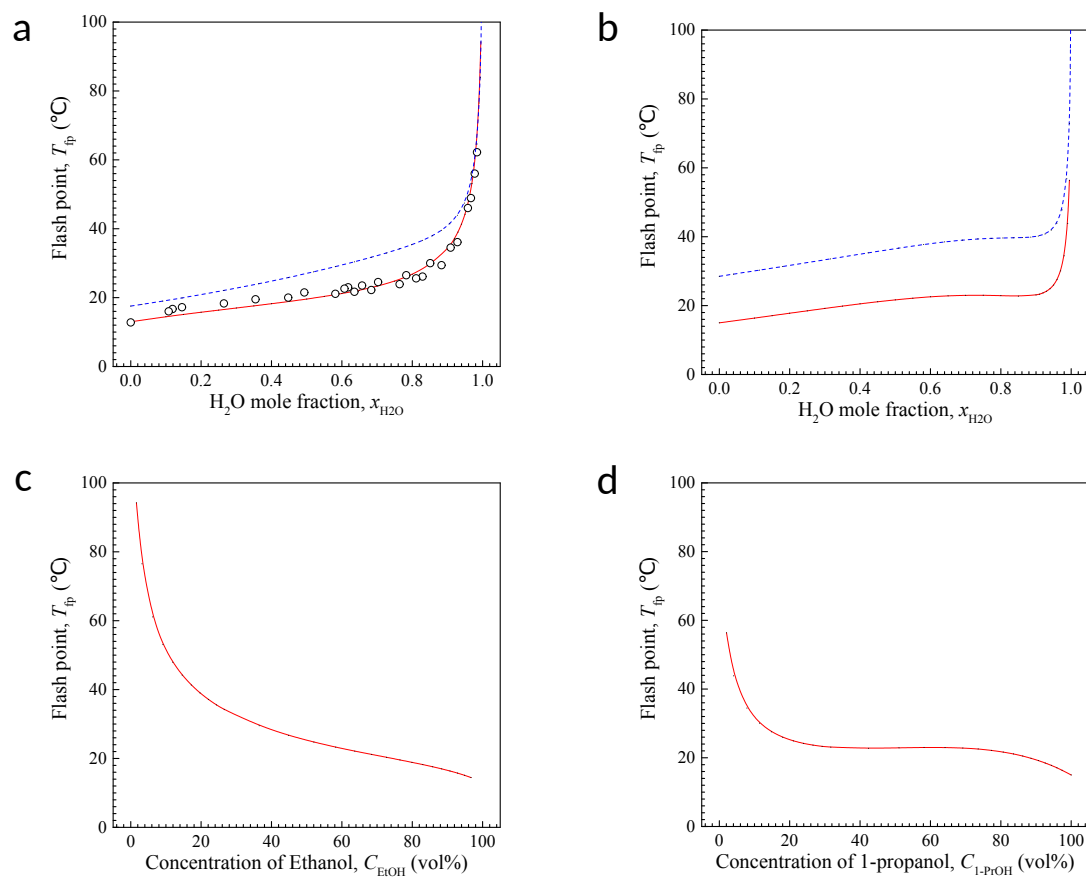 a
100
80
60
40
20
0
Flash point, T_fp (℃)
0.0 0.2 0.4 0.6 0.8 1.0
H₂O mole fraction, x_H2O
b
100
80
60
40
20
0
Flash point, T_fp (℃)
0.0 0.2 0.4 0.6 0.8 1.0
H₂O mole fraction, x_H2O
c
100
80
60
40
20
0
Flash point, T_fp (℃)
0 20 40 60 80 100
Concentration of Ethanol, C_EtOH (vol%)
d
100
80
60
40
20
0
Flash point, T_fp (℃)
0 20 40 60 80 100
Concentration of 1-propanol, C_1-PrOH (vol%)